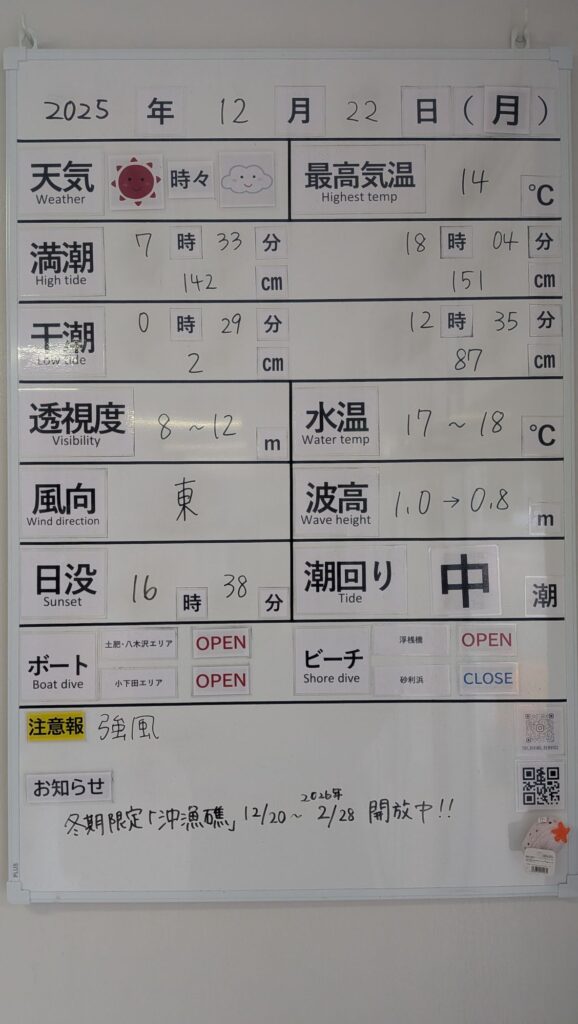 2025 年 12 月 22 日 (月)
天気 時々 最高気温 14 ℃
Weather Highest temp
満潮 7 時 33 分 18 時 04 分
High tide 142 cm 151 cm
干潮 0 時 29 分 12 時 35 分
Low tide 2 cm 87 cm
透視度 8~12 m 水温 17~18 ℃
Visibility Water temp
風向 東 波高 1.0→0.8 m
Wind direction Wave height
日没 16 時 38 分 潮回り 中 潮
Sunset Tide
ボート 土肥・八木沢エリア OPEN ビーチ 浮桟橋 OPEN
Boat dive 小下田エリア OPEN Shore dive 砂利浜 CLOSE
注意報 強風
お知らせ
2026年
冬期限定「沖漁礁」12/20~2/28 開放中!!
PLUS